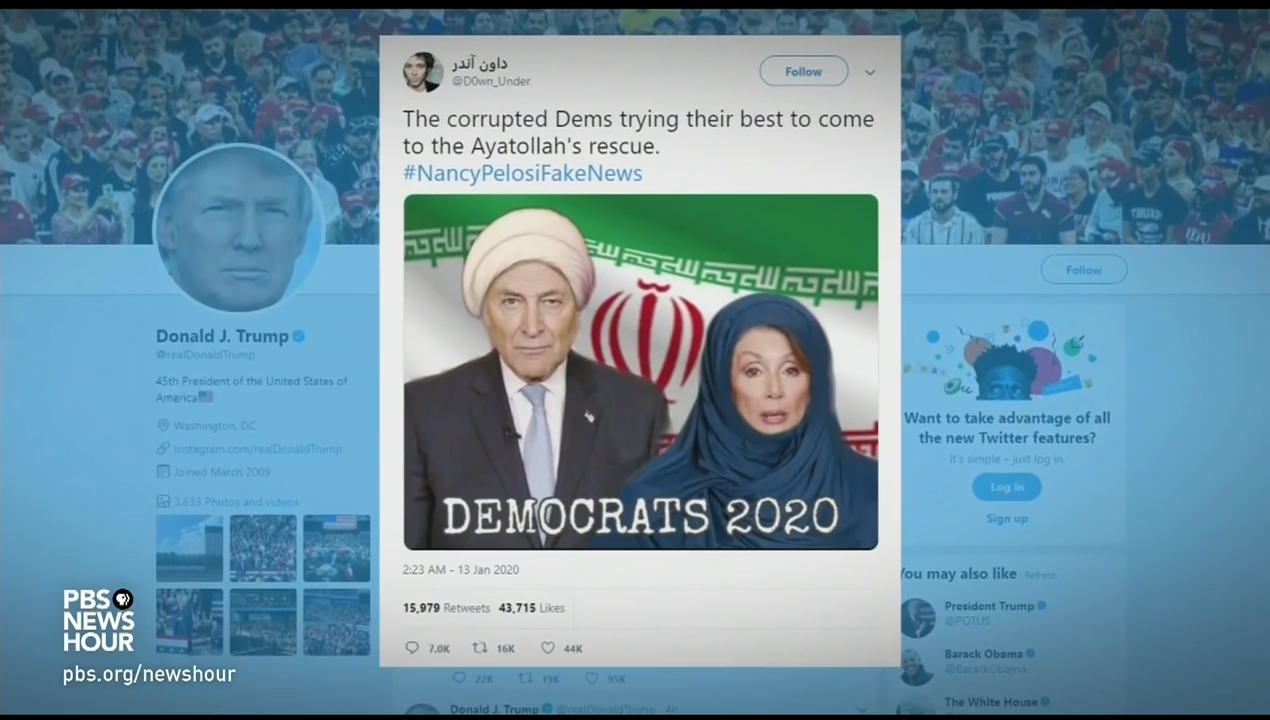 داون آندر
@D0wn_Under
Follow
The corrupted Dems trying their best to come
to the Ayatollah's rescue.
#NancyPelosiFakeNews
DEMOCRATS 2020
2:23 AM - 13 Jan 2020
15,979 Retweets 43,715 Likes
7.0K 16K 44K
22K 19K 95K
Donald J. Trump @realDonaldTrump · 4h
Donald J. Trump
@realDonaldTrump
45th President of the United States of
America
Washington, DC
Instagram.com/realDonaldTrump
Joined March 2009
3,633 Photos and videos
PBS
NEWS
HOUR
pbs.org/newshour
Follow
Want to take advantage of all
the new Twitter features?
It's simple – just log in.
Log in
Sign up
You may also like Refresh
President Trump
@POTUS
Barack Obama
@BarackObama
The White House